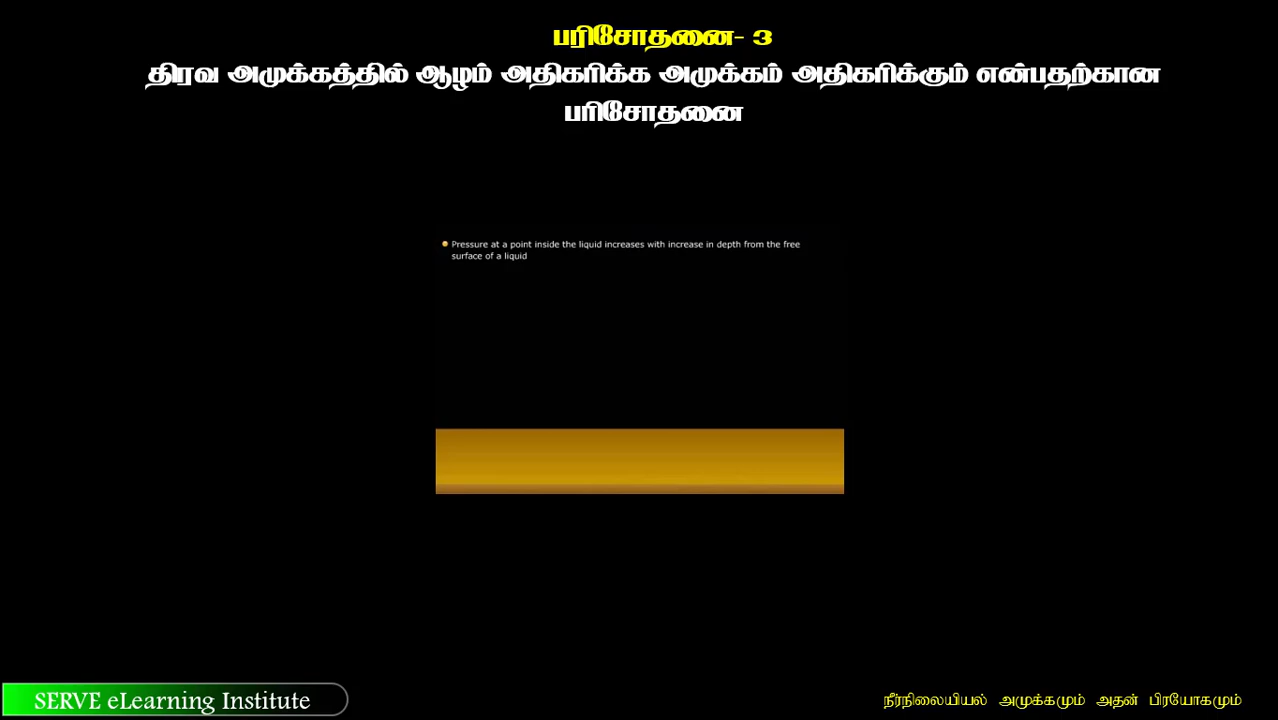 பரிசோதனை- 3
திரவ அமுக்கத்தில் ஆழம் அதிகரிக்க அமுக்கம் அதிகரிக்கும் என்பதற்கான
பரிசோதனை
Pressure at a point inside the liquid increases with increase in depth from the free
surface of a liquid
SERVE eLearning Institute
நீர்நிலையியல் அமுக்கமும் அதன் பிரயோகமும்